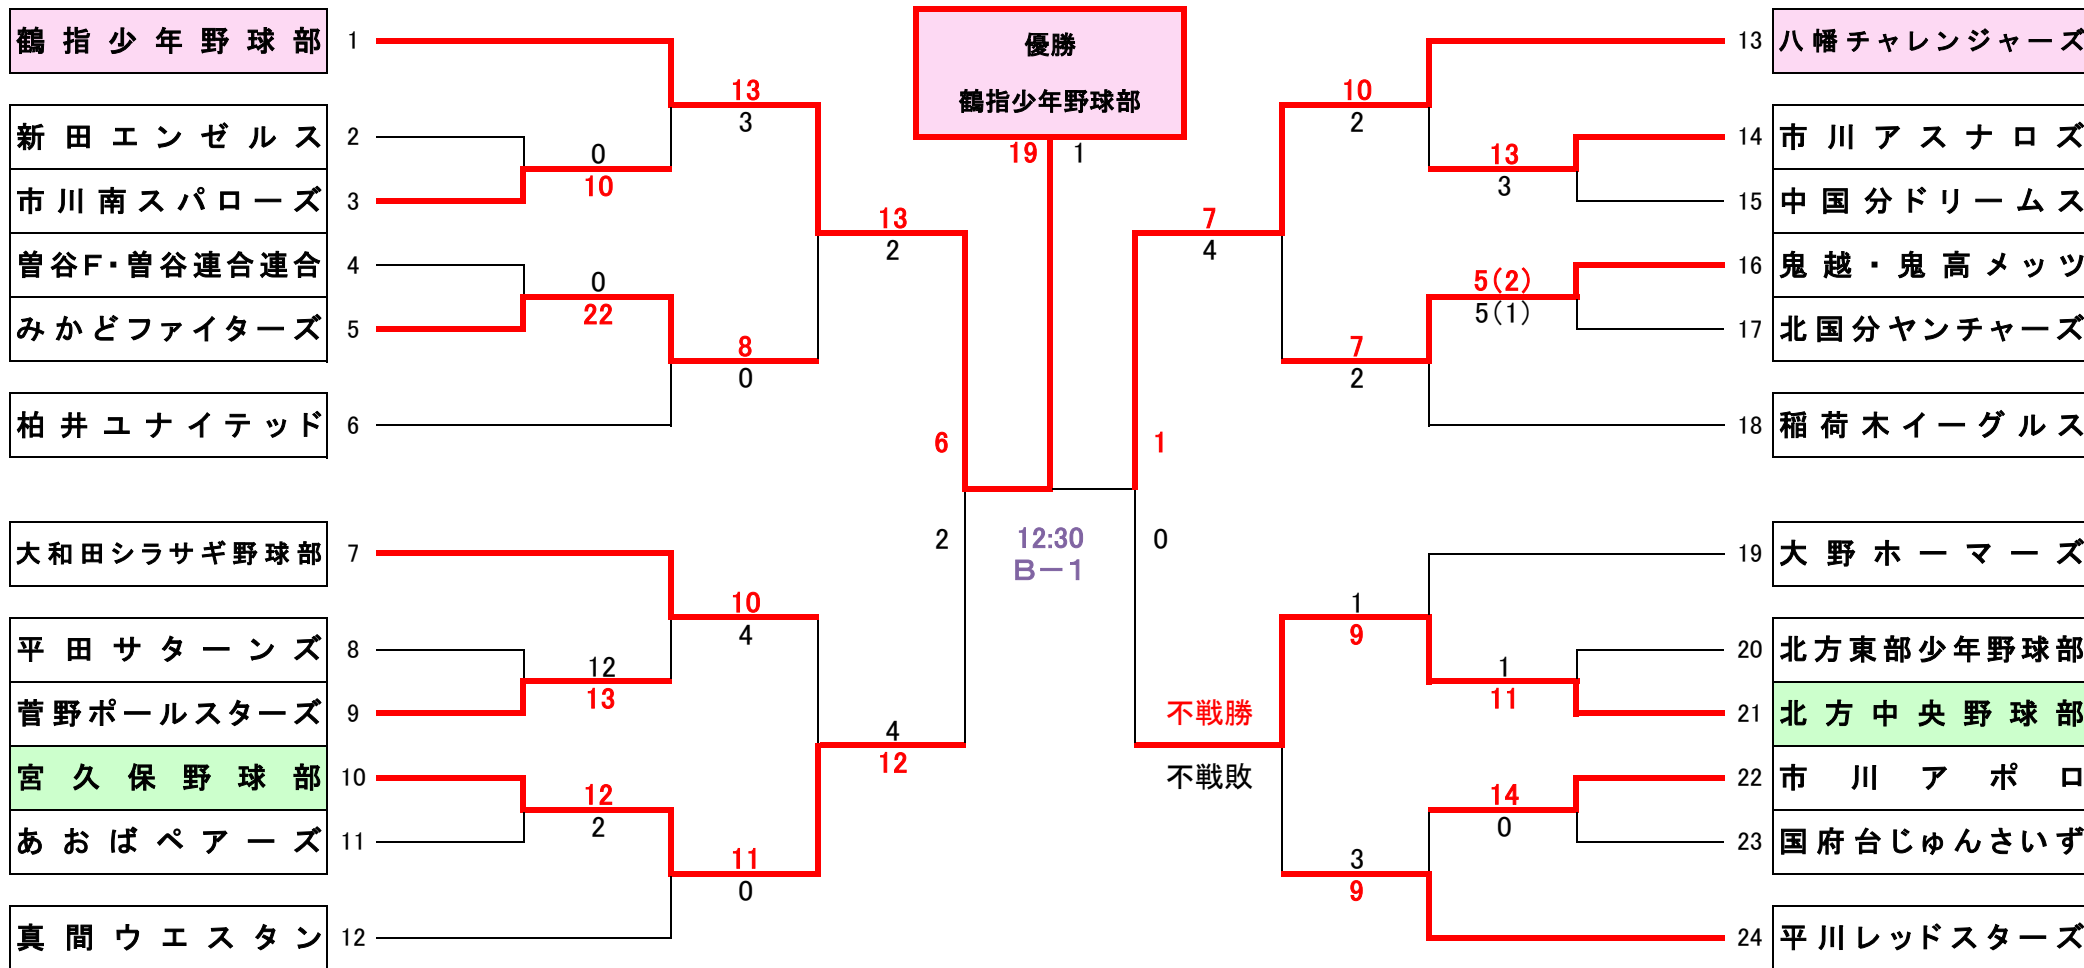 優勝
鶴指少年野球部
19 1
鶴指少年野球部 1
新田エンゼルス 2
市川南スパローズ 3
曽谷F・曽谷連合連合 4
みかどファイターズ 5
柏井ユナイテッド 6
大和田シラサギ野球部 7
平田サターンズ 8
菅野ポールスターズ 9
宮久保野球部 10
あおばペアーズ 11
真間ウエスタン 12
0
10
0
22
12
13
12
2
13
3
8
0
10
4
11
0
13
2
4
12
6
2
12:30
B－1
1
0
7
4
不戦勝
不戦敗
10
2
7
2
1
9
3
9
13
3
5(2)
5(1)
1
11
14
0
13 八幡チャレンジャーズ
14 市川アスナロズ
15 中国分ドリームス
16 鬼越・鬼高メッツ
17 北国分ヤンチャーズ
18 稲荷木イーグルス
19 大野ホーマーズ
20 北方東部少年野球部
21 北方中央野球部
22 市川アポロ
23 国府台じゅんさいず
24 平川レッドスターズ